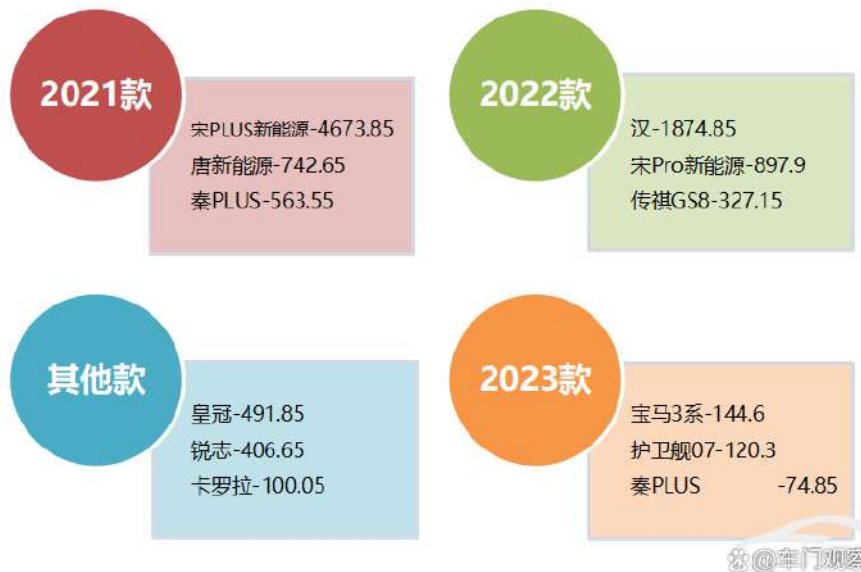 2021款
宋PLUS新能源-4673.85
唐新能源-742.65
秦PLUS-563.55
2022款
汉-1874.85
宋Pro新能源-897.9
传祺GS8-327.15
其他款
皇冠-491.85
锐志-406.65
卡罗拉-100.05
2023款
宝马3系-144.6
护卫舰07-120.3
秦PLUS -74.85
@车门观察